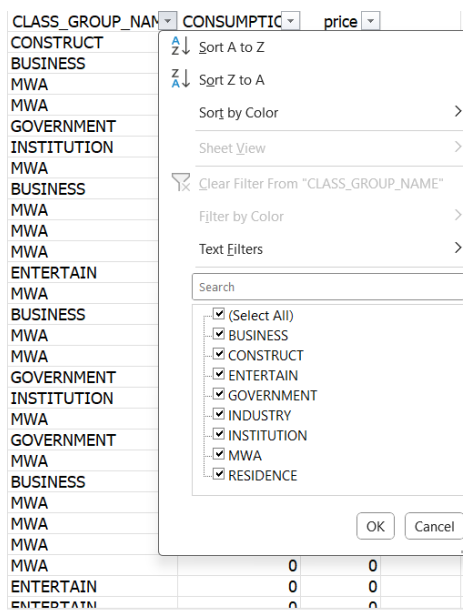 CLASS_GROUP_NAM CONSUMPTIC price
CONSTRUCT
BUSINESS
MWA
MWA
GOVERNMENT
INSTITUTION
MWA
BUSINESS
MWA
MWA
MWA
ENTERTAIN
MWA
BUSINESS
MWA
MWA
GOVERNMENT
INSTITUTION
MWA
GOVERNMENT
MWA
BUSINESS
MWA
MWA
MWA
MWA 0 0
ENTERTAIN 0 0
ENTERTAIN 0 0
Sort A to Z
Sort Z to A
Sort by Color
Sheet View
Clear Filter From "CLASS_GROUP_NAME"
Filter by Color
Text Filters
Search
(Select All)
BUSINESS
CONSTRUCT
ENTERTAIN
GOVERNMENT
INDUSTRY
INSTITUTION
MWA
RESIDENCE
OK Cancel